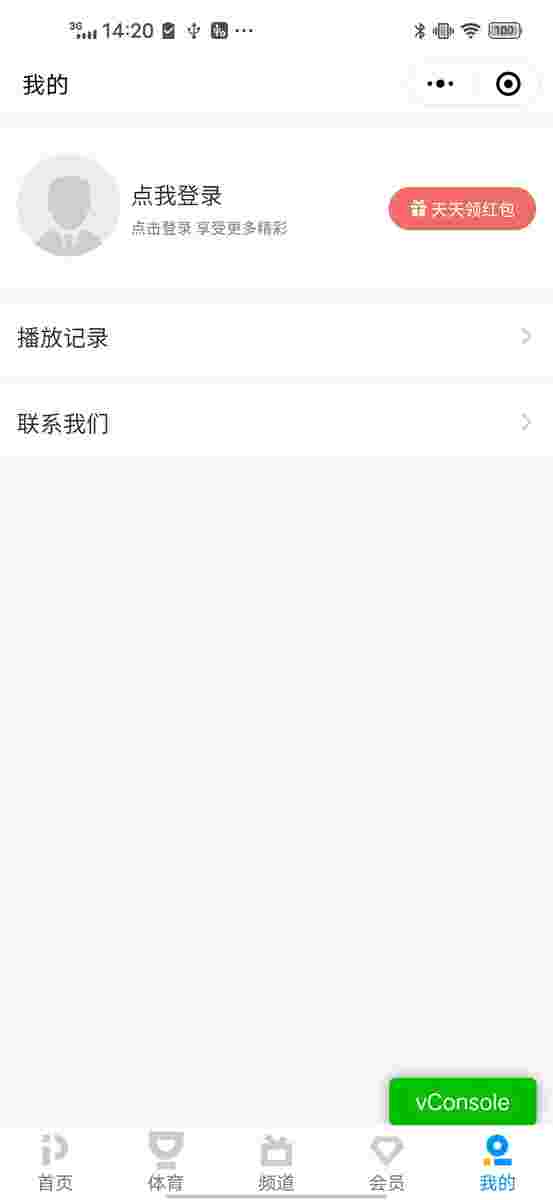 3G 14:20 100
我的
点我登录
点击登录 享受更多精彩
天天领红包
播放记录
联系我们
vConsole
首页 体育 频道 会员 我的